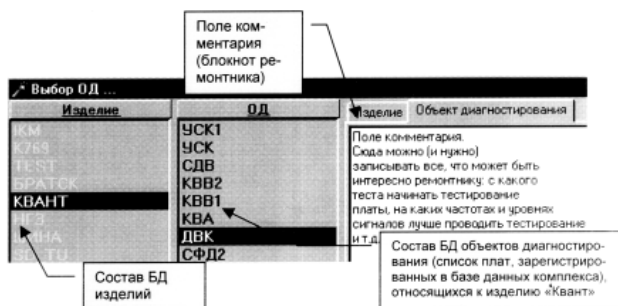 Поле ком-
ментария
(блокнот ре-
монтника)
Выбор ОД ...
Изделие
IKM
K769
TEST
БРАТСК
КВАНТ
НГЗ
ОД
УСК1
УСК
СДВ
КВВ2
КВВ1
КВА
ДВК
СФД2
Изделие Объект диагностирования
Поле комментария.
Сюда можно (и нужно)
записывать все, что может быть
интересно ремонтнику: с какого
теста начинать тестирование
платы, на каких частотах и уровнях
сигналов лучше проводить тестирование
и т.д.
Состав БД
изделий
Состав БД объектов диагностиро-
вания (список плат, зарегистриро-
ванных в базе данных комплекса),
относящихся к изделию «Квант»